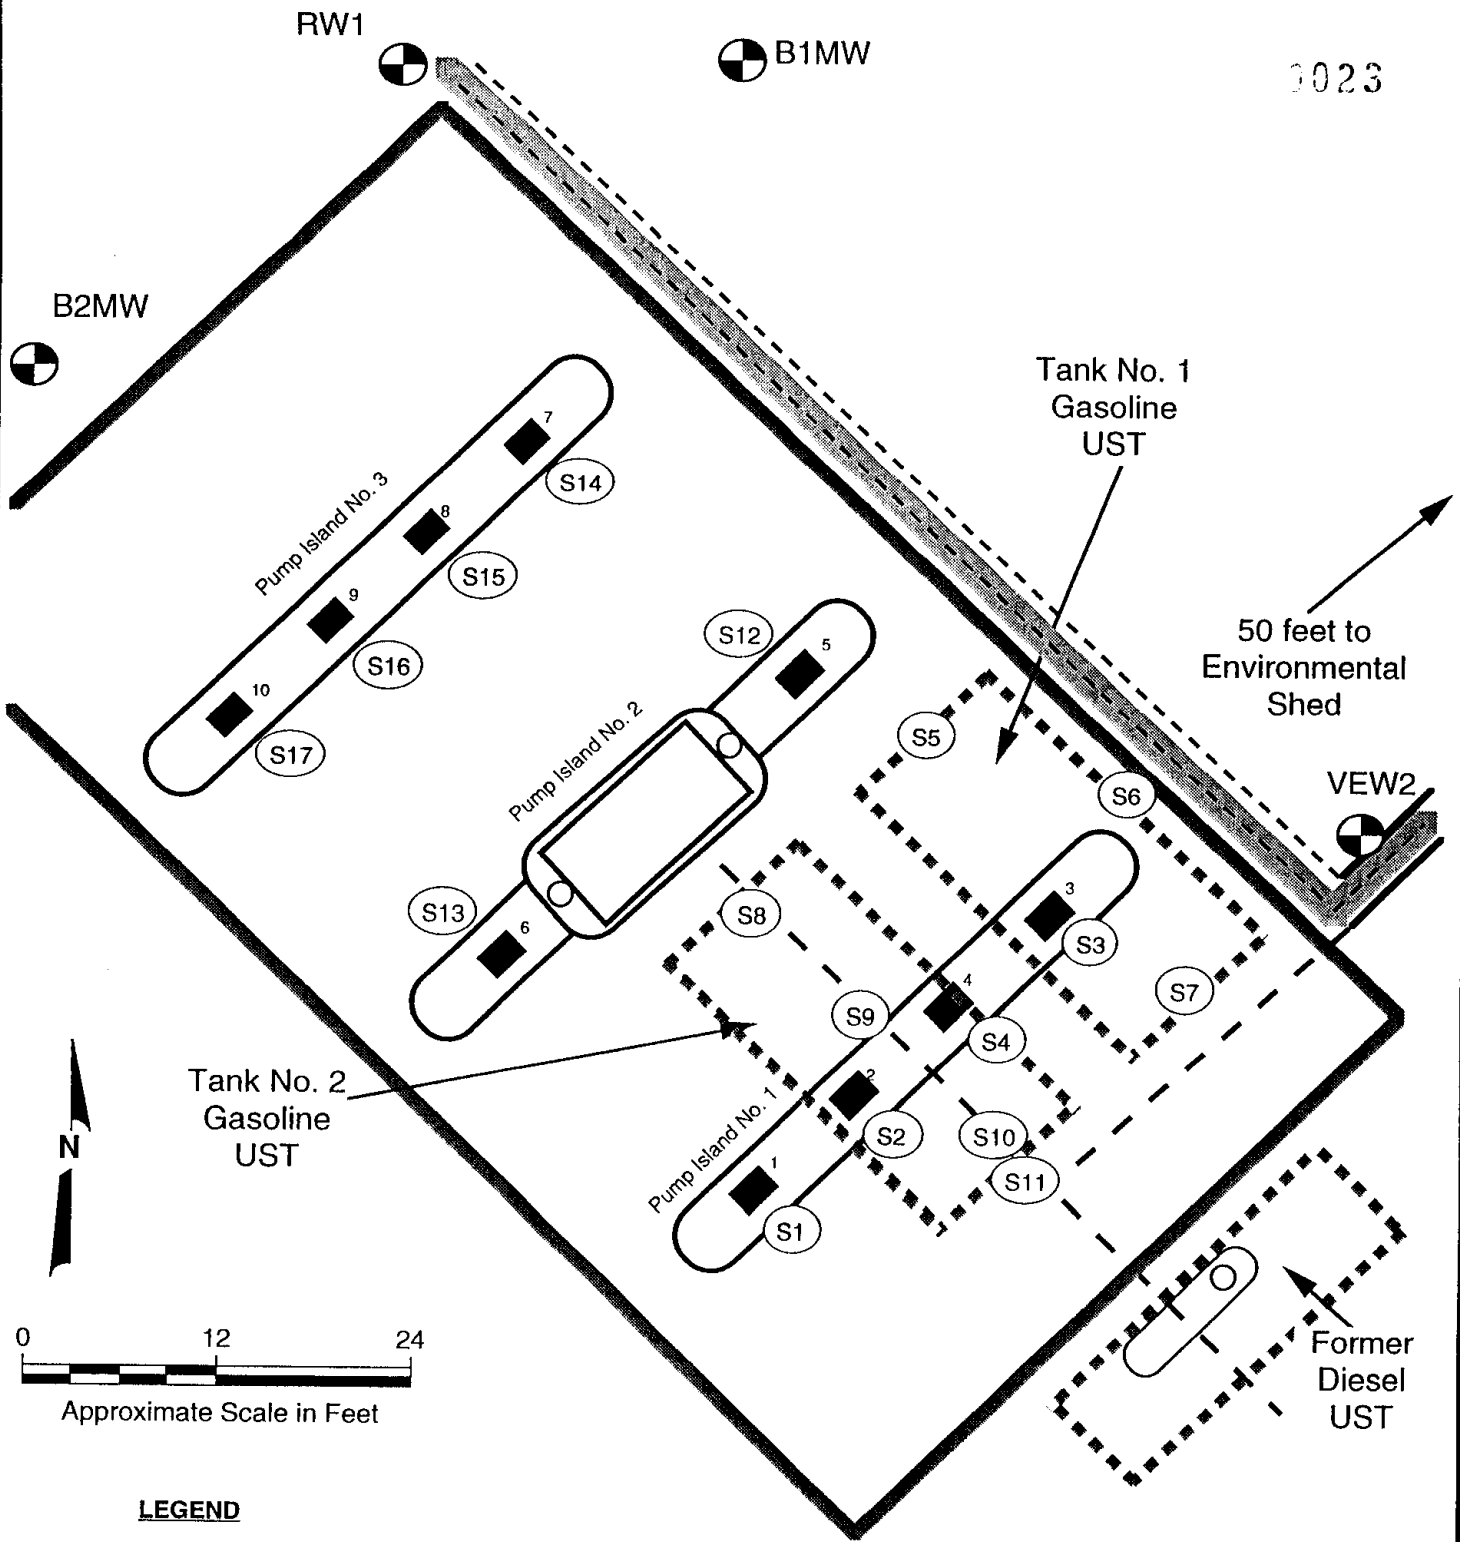 RW1
B1MW
0023
B2MW
Tank No. 1
Gasoline
UST
7
S14
Pump Island No. 3
8
S15
9
S16
10
S17
50 feet to
Environmental
Shed
S12
5
Pump Island No. 2
S5
S6
VEW2
S13
6
S8
3
S3
S7
4
S9
S4
2
S2
S10
S11
Pump Island No. 1
1
S1
Tank No. 2
Gasoline
UST
N
0
12
24
Approximate Scale in Feet
Former
Diesel
UST
LEGEND